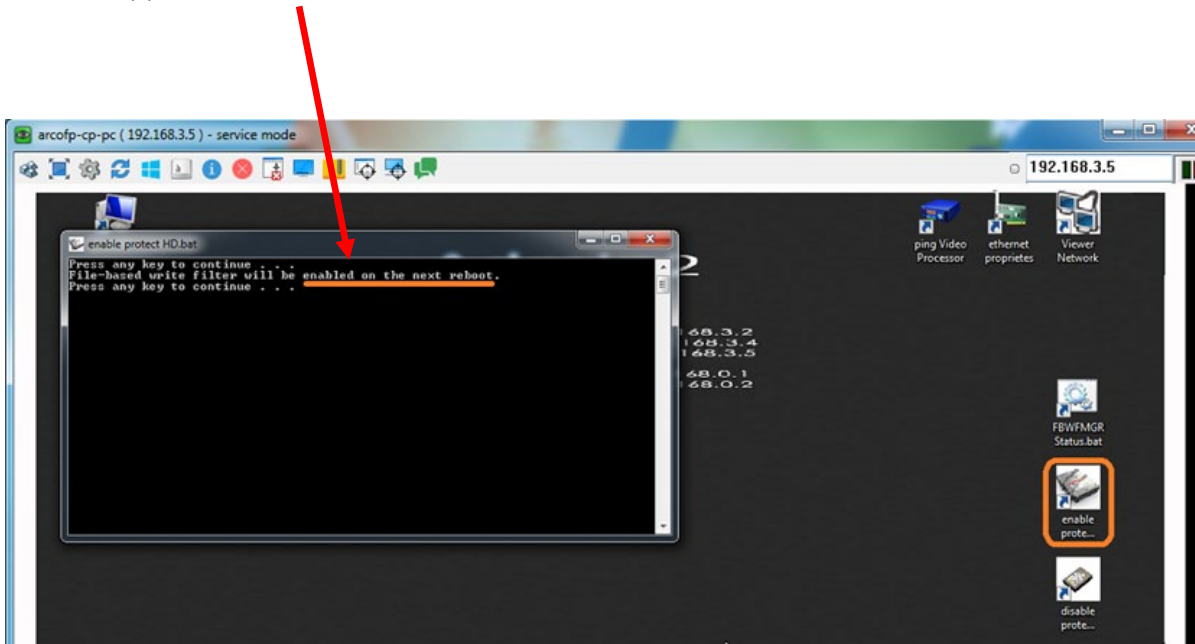 arcofp-cp-pc ( 192.168.3.5 ) - service mode
192.168.3.5
enable protect HD.bat
Press any key to continue . . .
File-based write filter will be enabled on the next reboot.
Press any key to continue . . .
2
168.3.2
168.3.4
168.3.5
68.0.1
68.0.2
ping Video
Processor
ethernet
proprietes
Viewer
Network
FBWFMGR
Status.bat
enable
prote...
disable
prote...